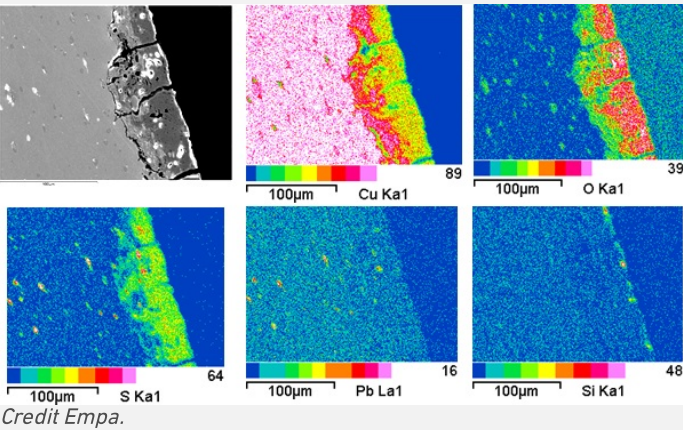 89
100µm Cu Ka1
39
100µm O Ka1
64
100µm S Ka1
16
100µm Pb La1
48
100µm Si Ka1
Credit Empa.